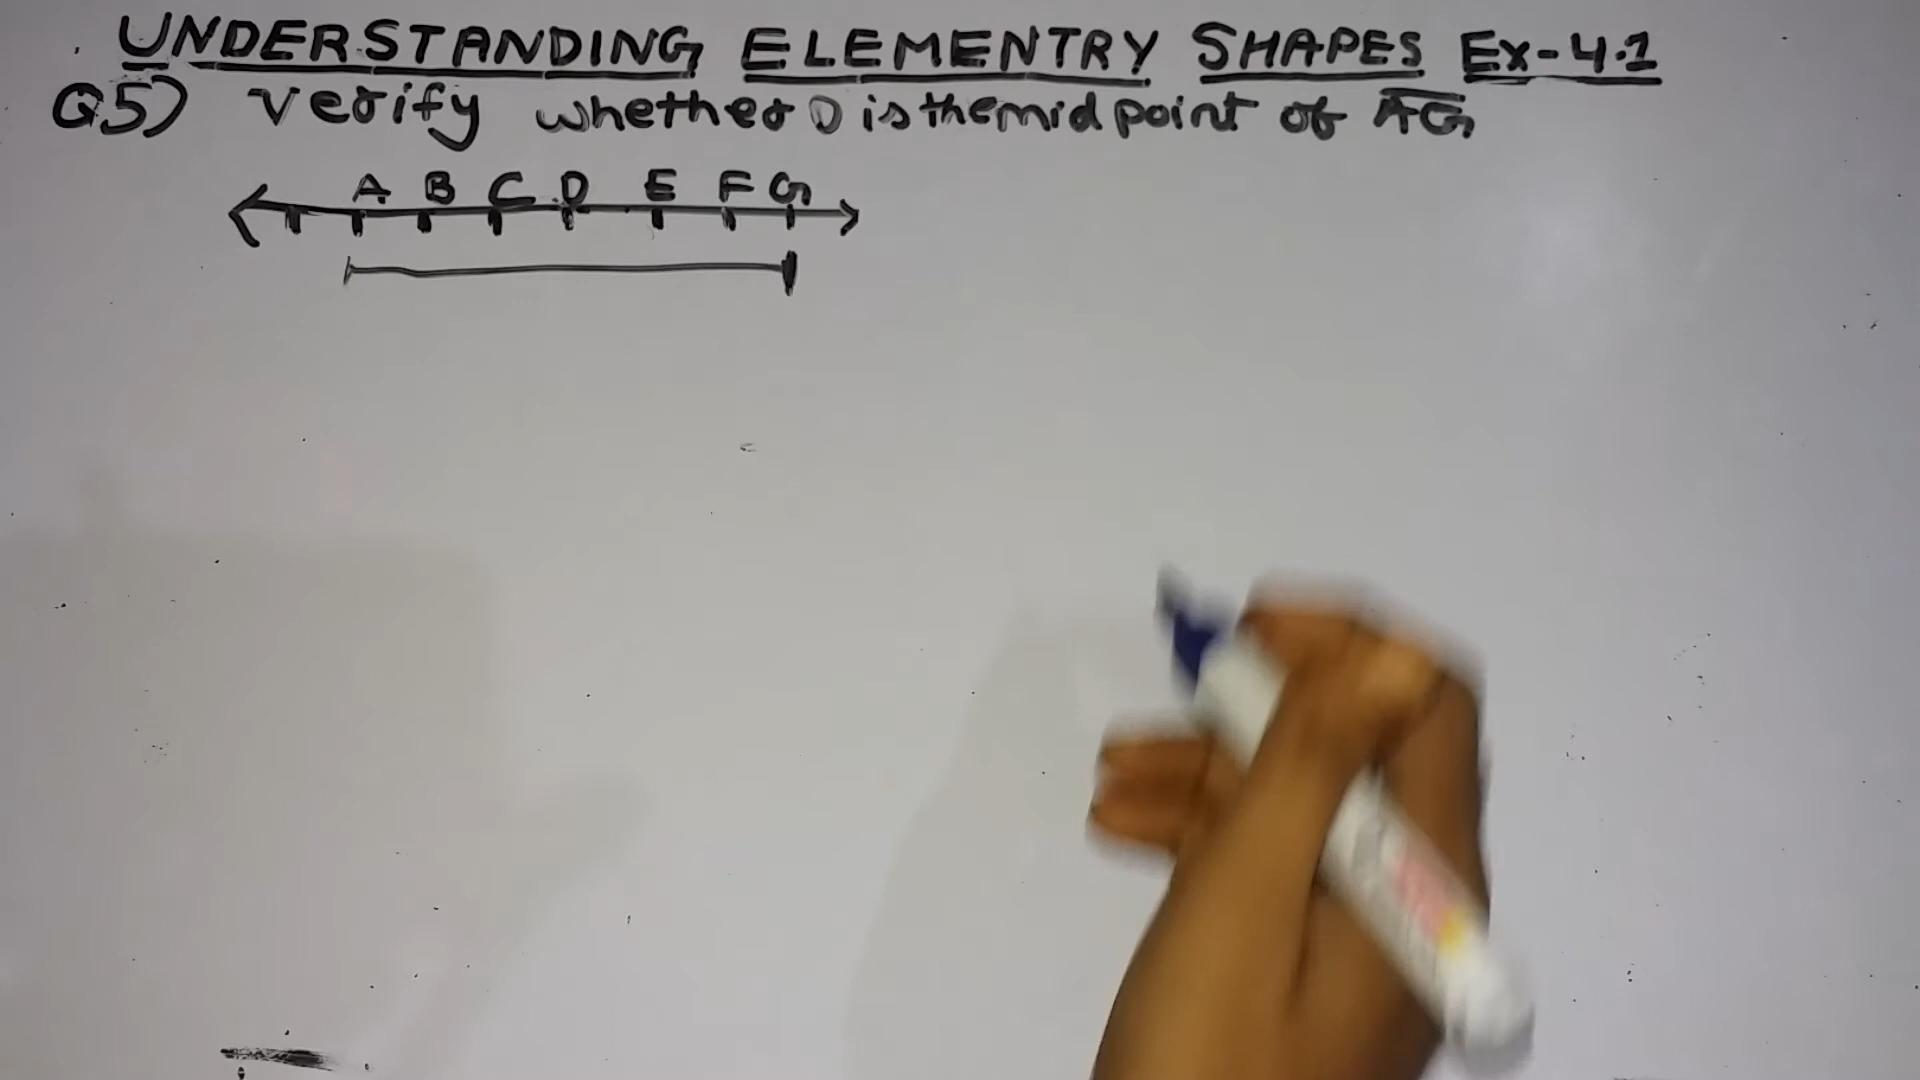 UNDERSTANDING ELEMENTRY SHAPES Ex-4.1
Q5) Verify whether D is the mid point of AG
A B C D E F G